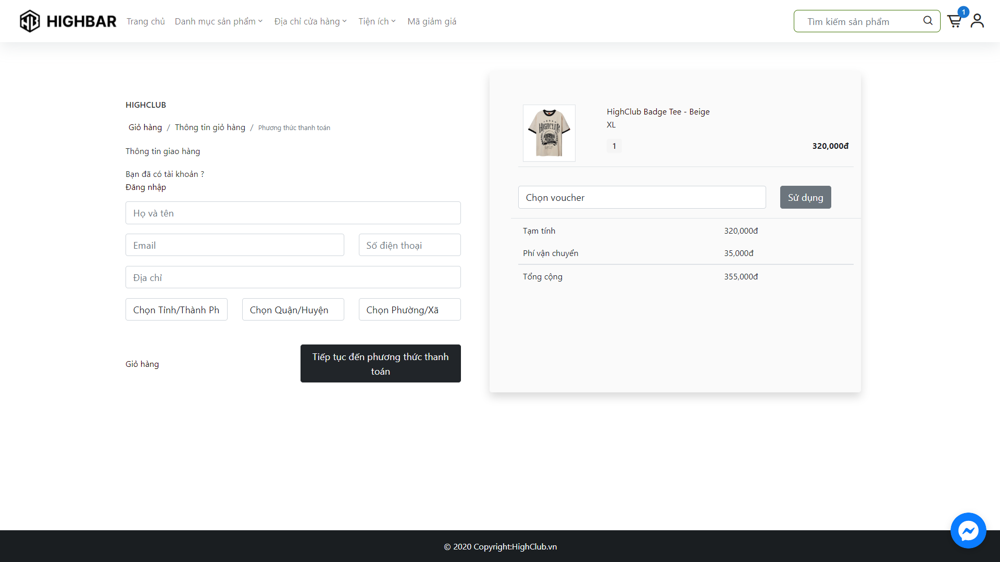 HIGHBAR
Trang chủ
Danh mục sản phẩm
Địa chỉ cửa hàng
Tiện ích
Mã giảm giá
Tìm kiếm sản phẩm
1
HIGHCLUB
Giỏ hàng / Thông tin giỏ hàng / Phương thức thanh toán
Thông tin giao hàng
Bạn đã có tài khoản ?
Đăng nhập
Họ và tên
Email
Số điện thoại
Địa chỉ
Chọn Tỉnh/Thành Ph
Chọn Quận/Huyện
Chọn Phường/Xã
Giỏ hàng
Tiếp tục đến phương thức thanh
toán
HIGHCLUB
HighClub Badge Tee - Beige
XL
1
320,000đ
Chọn voucher
Sử dụng
Tạm tính
320,000đ
Phí vận chuyển
35,000đ
Tổng cộng
355,000đ
© 2020 Copyright:HighClub.vn